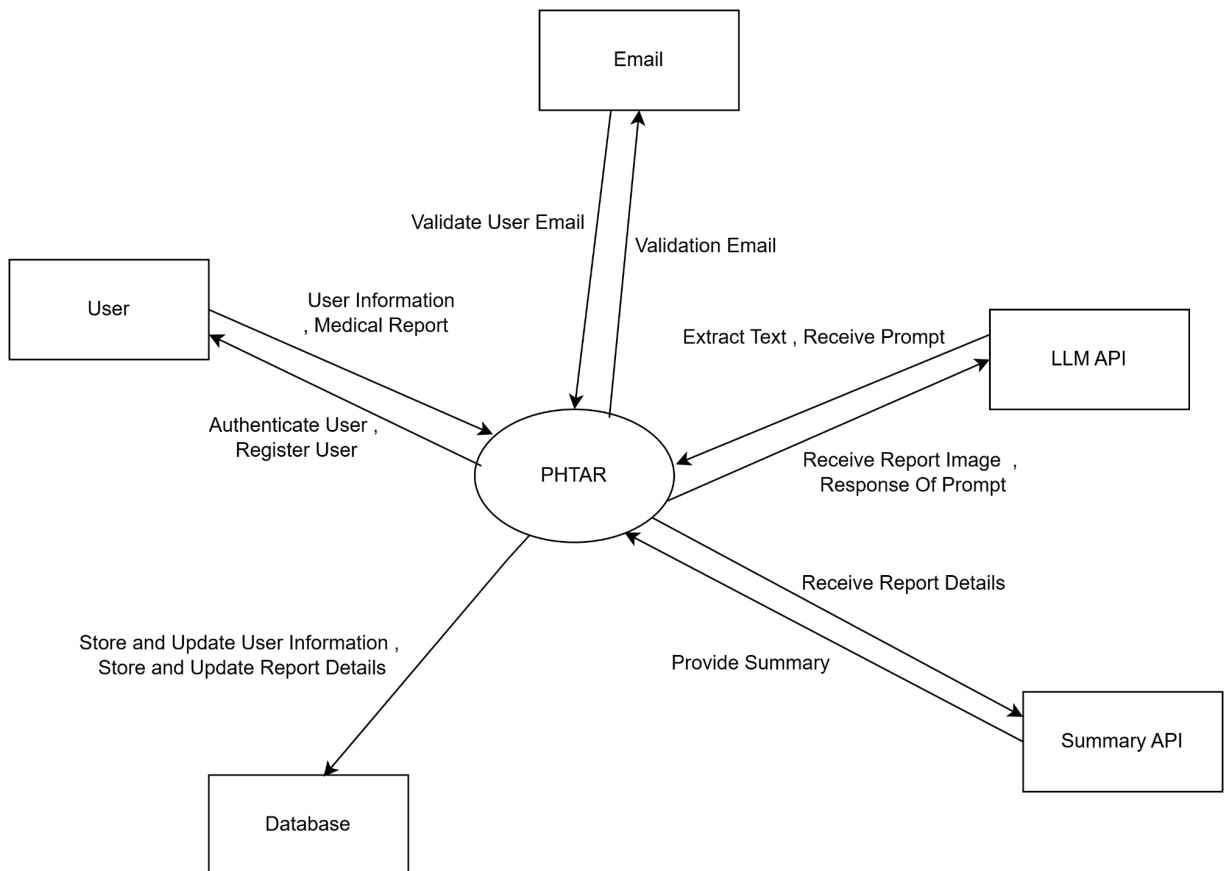 Email
Validate User Email
Validation Email
User
User Information
, Medical Report
Extract Text , Receive Prompt
LLM API
Authenticate User ,
Register User
PHTAR
Receive Report Image ,
Response Of Prompt
Receive Report Details
Store and Update User Information ,
Store and Update Report Details
Provide Summary
Summary API
Database